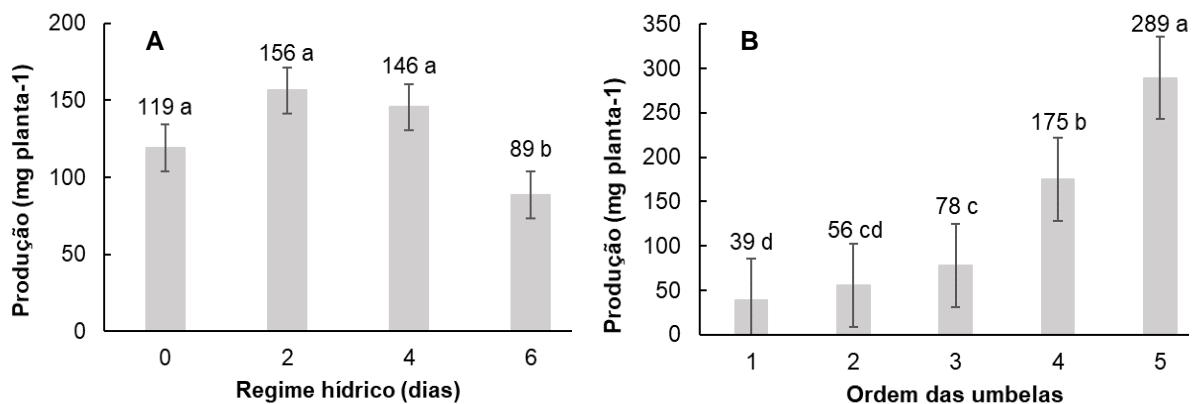 A
Produção (mg planta-1)
200
150
100
50
0
119 a
156 a
146 a
89 b
0 2 4 6
Regime hídrico (dias)
B
Produção (mg planta-1)
350
300
250
200
150
100
50
0
39 d
56 cd
78 c
175 b
289 a
1 2 3 4 5
Ordem das umbelas